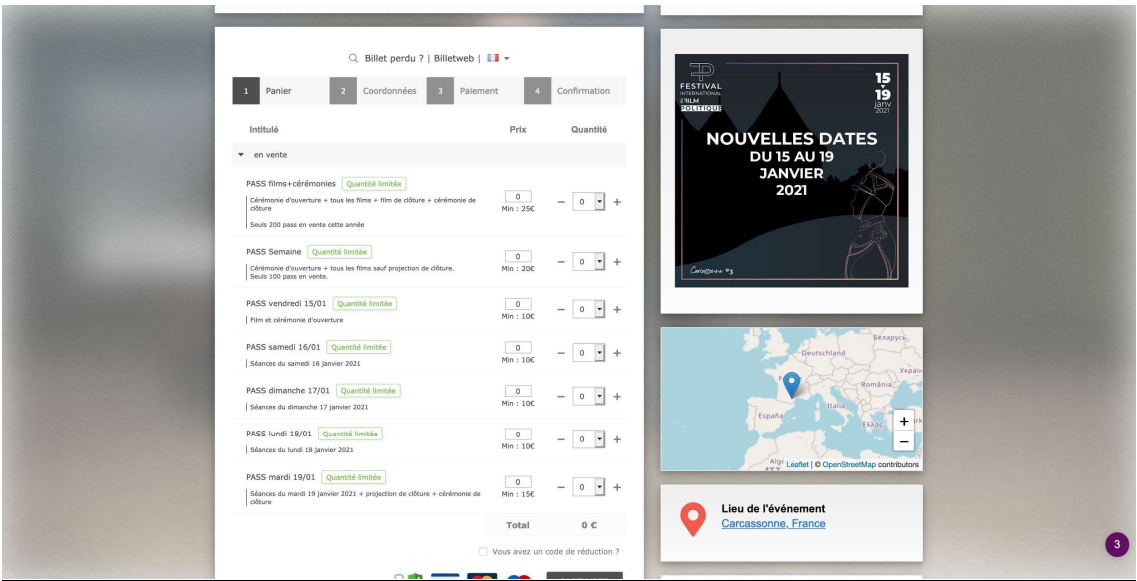 Billet perdu ? | Billetweb |
1 Panier 2 Coordonnées 3 Paiement 4 Confirmation
Intitulé Prix Quantité
en vente
PASS films+cérémonies Quantité limitée
Cérémonie d'ouverture + tous les films + film de clôture + cérémonie de
clôture
Seuls 200 pass en vente cette année
0
Min : 25€
− 0 +
PASS Semaine Quantité limitée
Cérémonie d'ouverture + tous les films sauf projection de clôture.
Seuls 100 pass en vente.
0
Min : 20€
− 0 +
PASS vendredi 15/01 Quantité limitée
Film et cérémonie d'ouverture
0
Min : 10€
− 0 +
PASS samedi 16/01 Quantité limitée
Séances du samedi 16 janvier 2021
0
Min : 10€
− 0 +
PASS dimanche 17/01 Quantité limitée
Séances du dimanche 17 janvier 2021
0
Min : 10€
− 0 +
PASS lundi 18/01 Quantité limitée
Séances du lundi 18 janvier 2021
0
Min : 10€
− 0 +
PASS mardi 19/01 Quantité limitée
Séances du mardi 19 janvier 2021 + projection de clôture + cérémonie de
clôture
0
Min : 15€
− 0 +
Total 0 €
Vous avez un code de réduction ?
FESTIVAL
INTERNATIONAL
FILM
POLITIQUE
15
19
janv
2021
NOUVELLES DATES
DU 15 AU 19
JANVIER
2021
Carcassonne #3
Беларусь
Deutschland
România
Italia
España
+
−
Leaflet | © OpenStreetMap contributors
Lieu de l'événement
Carcassonne, France
3